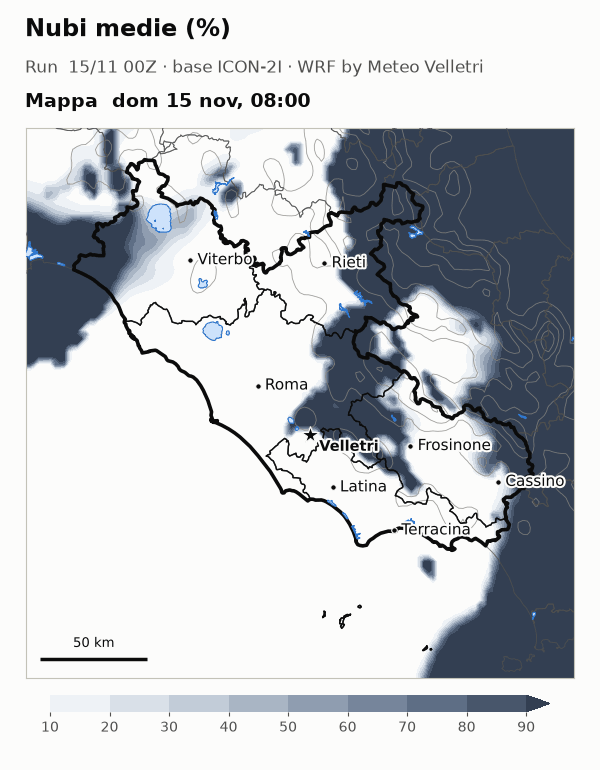 Nubi medie (%)
Run 15/11 00Z · base ICON-2I · WRF by Meteo Velletri
Mappa dom 15 nov, 08:00
Viterbo
Rieti
Roma
Velletri
Frosinone
Cassino
Latina
Terracina
50 km
10 20 30 40 50 60 70 80 90